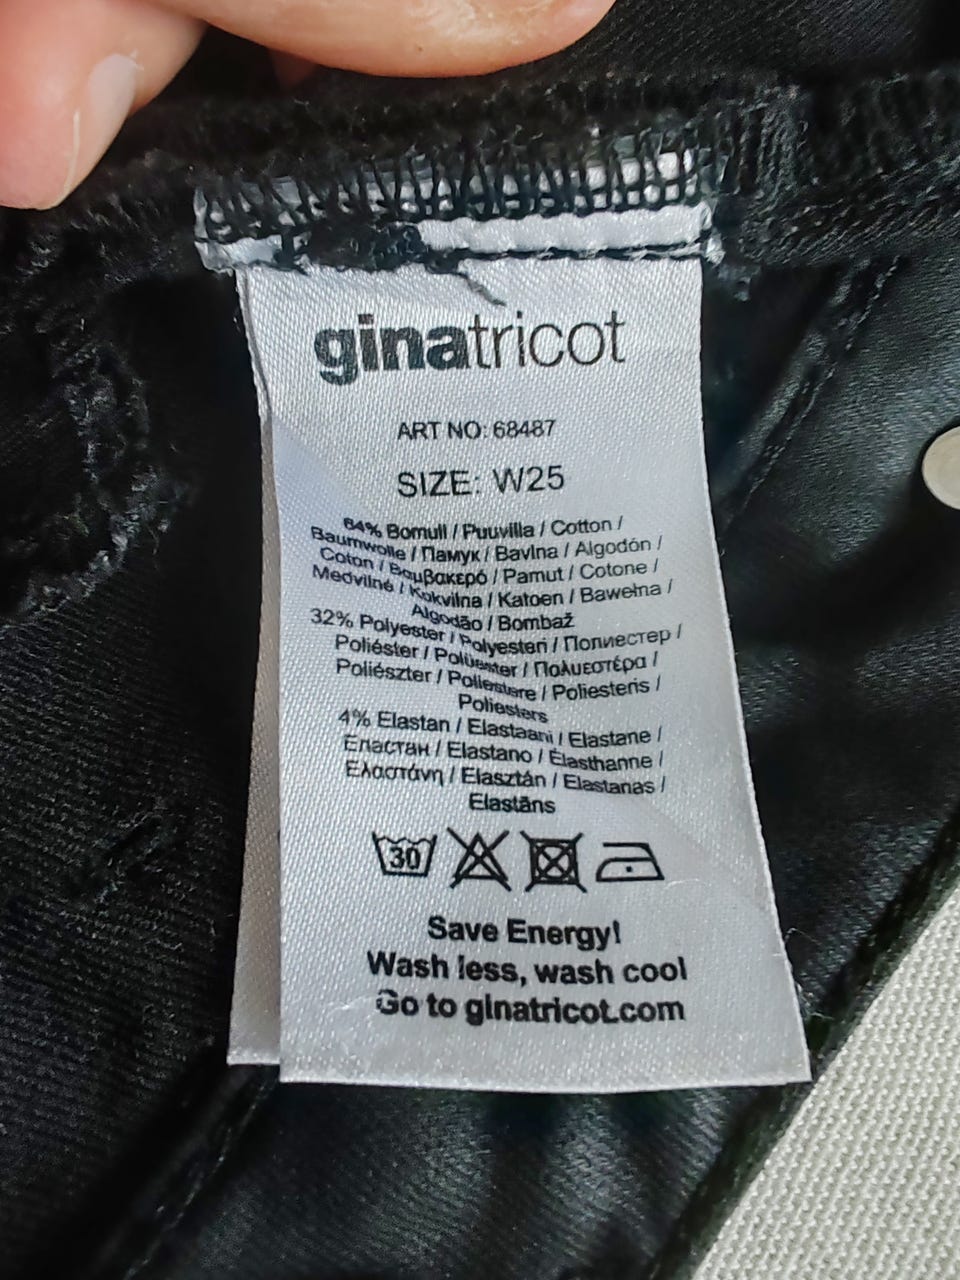 ginatricot
ART NO: 68487
SIZE: W25
64% Bomull / Puuvilla / Cotton /
Baumwolle / Памук / Bavlna / Algodón /
Coton / Βαμβακερό / Pamut / Cotone /
Medvilnė / Kokvilna / Katoen / Bawełna /
Algodão / Bombaž
32% Polyester / Polyesteri / Полиестер /
Poliéster / Polüester / Πολυεστέρα /
Poliészter / Poliestere / Poliesteris /
Poliesters
4% Elastan / Elastaani / Elastane /
Еластан / Elastano / Élasthanne /
Ελαστάνη / Elasztán / Elastanas /
Elastāns
30
Save Energy!
Wash less, wash cool
Go to ginatricot.com